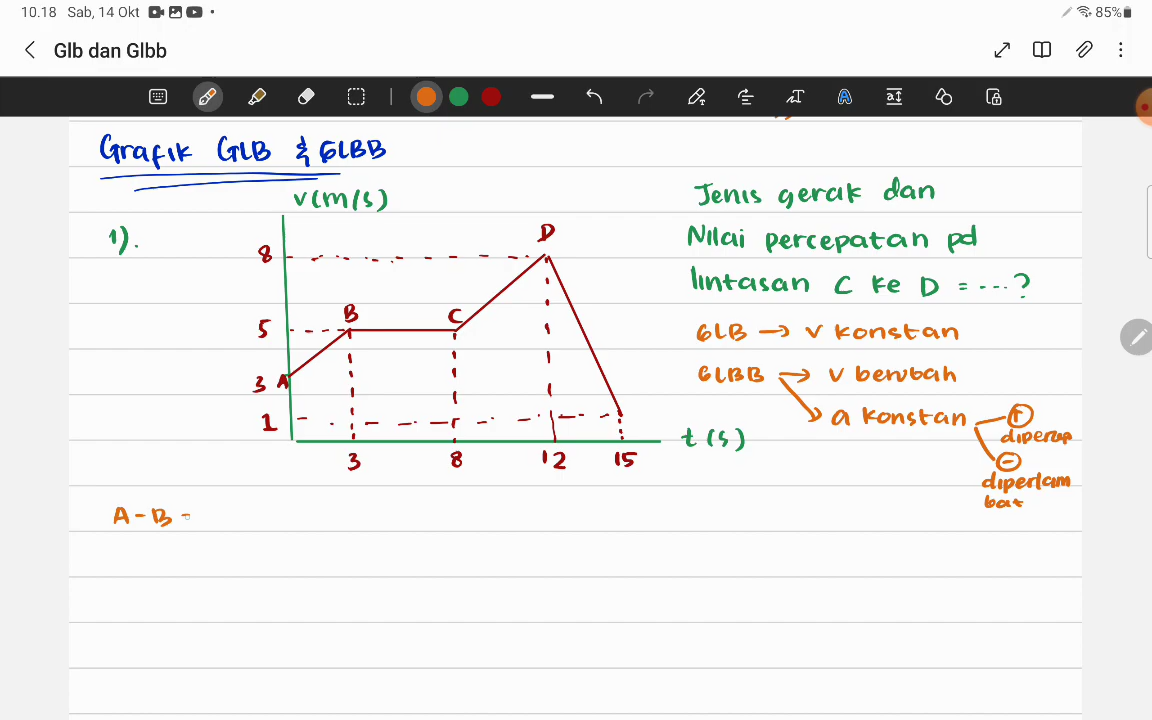 10.18 Sab, 14 Okt
85%
Glb dan Glbb
Grafik GLB & GLBB
v(m/s)
1).
8
5
3
1
A
B
C
D
3
8
12
15
t(s)
Jenis gerak dan
Nilai percepatan pd
lintasan C ke D = ---?
GLB → v konstan
GLBB → v berubah
a konstan
+
dipercep
-
diperlam
bat
A - B -